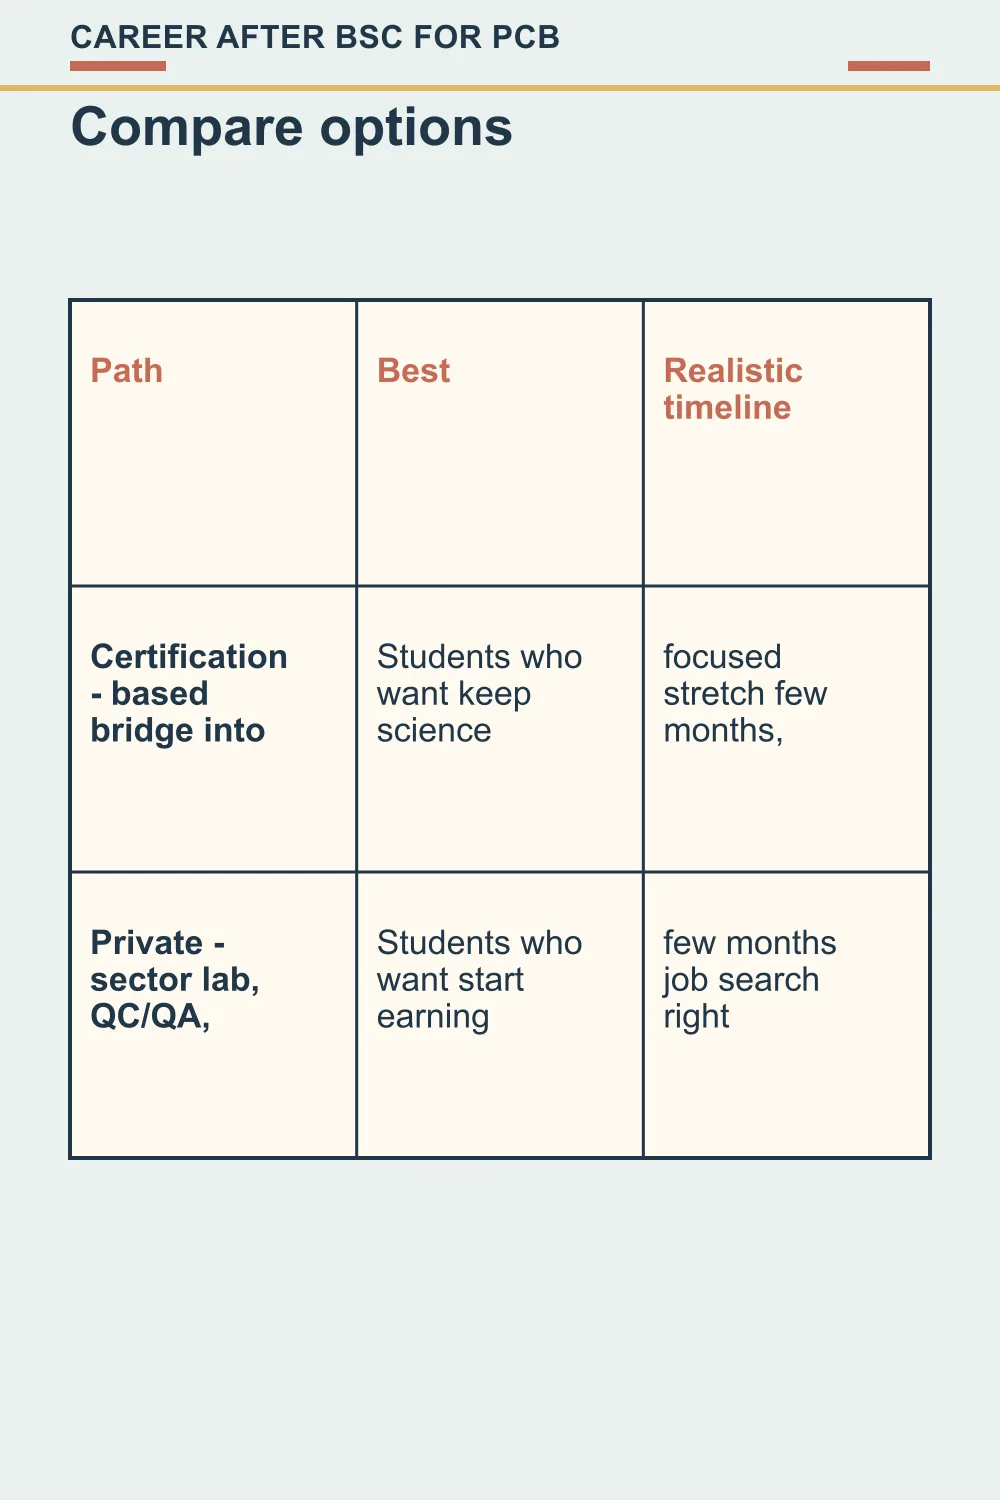 CAREER AFTER BSC FOR PCB
Compare options
Path
Best
Realistic
timeline
Certification
- based
bridge into
Students who
want keep
science
focused
stretch few
months,
Private -
sector lab,
QC/QA,
Students who
want start
earning
few months
job search
right